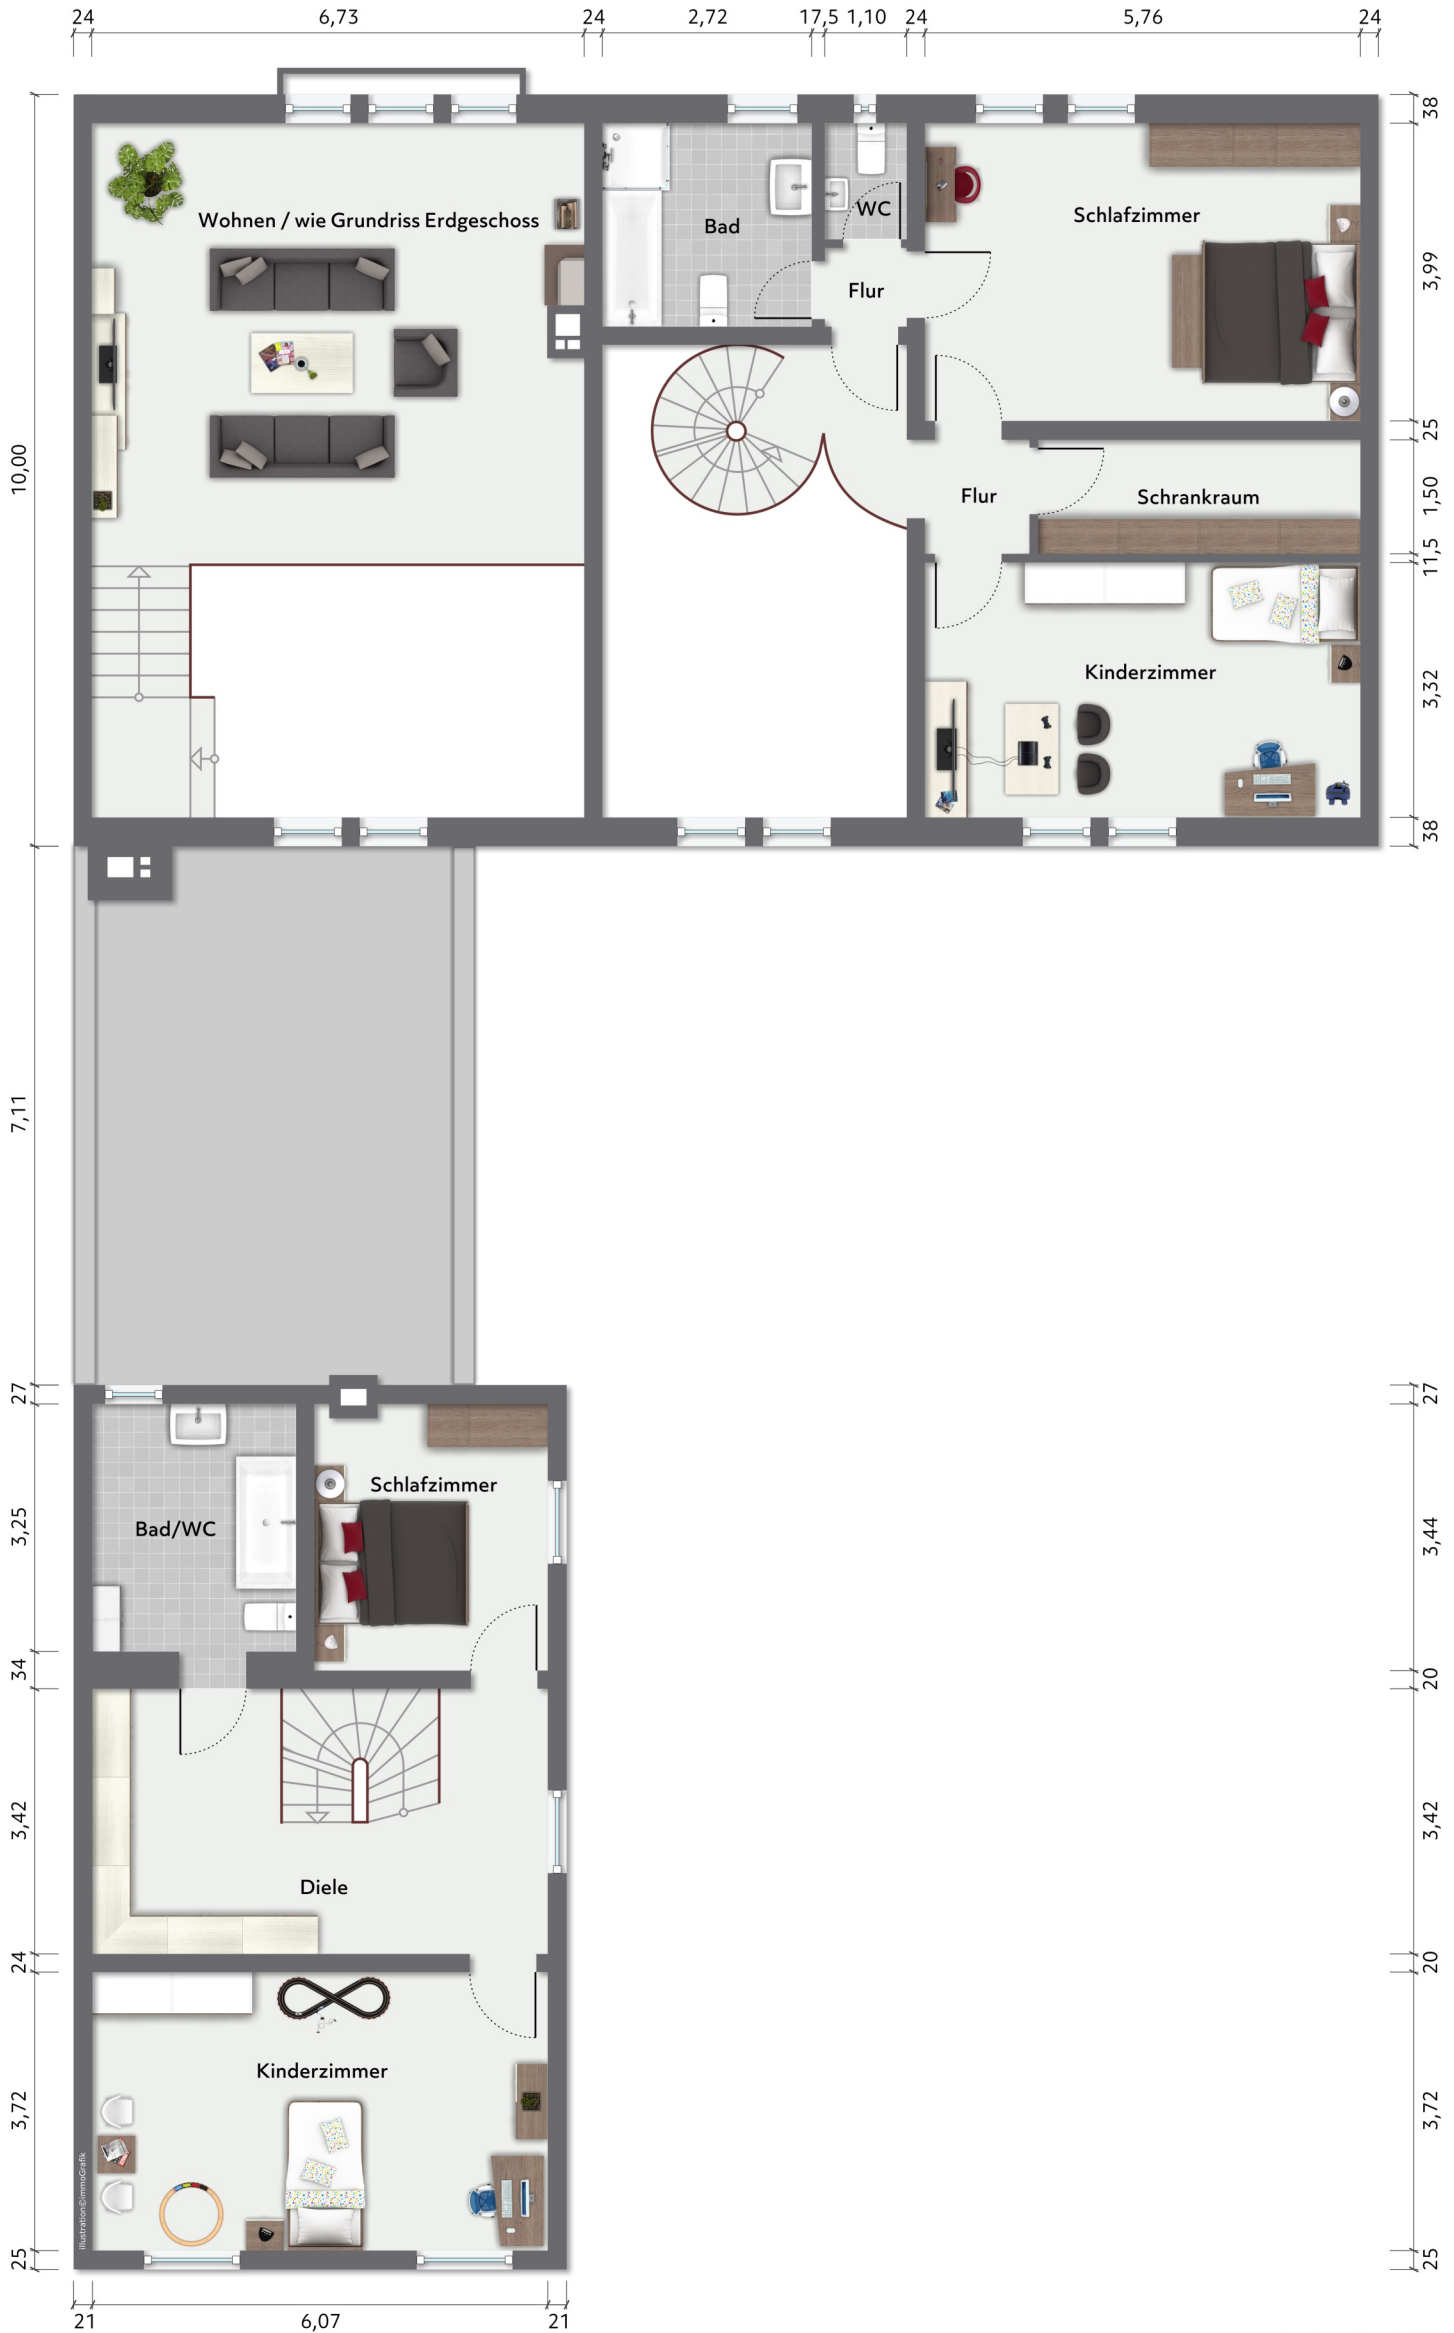 24 6,73 24 2,72 17,5 1,10 24 5,76 24
38
Wohnen / wie Grundriss Erdgeschoss
Bad
WC
Schlafzimmer
3,99
Flur
25
10,00
Flur
Schrankraum
1,50
11,5
Kinderzimmer
3,32
38
7,11
27
27
Schlafzimmer
Bad/WC
3,25
3,44
34
20
3,42
3,42
Diele
24
20
Kinderzimmer
3,72
3,72
illustration©immoGrafik
25
25
21 6,07 21